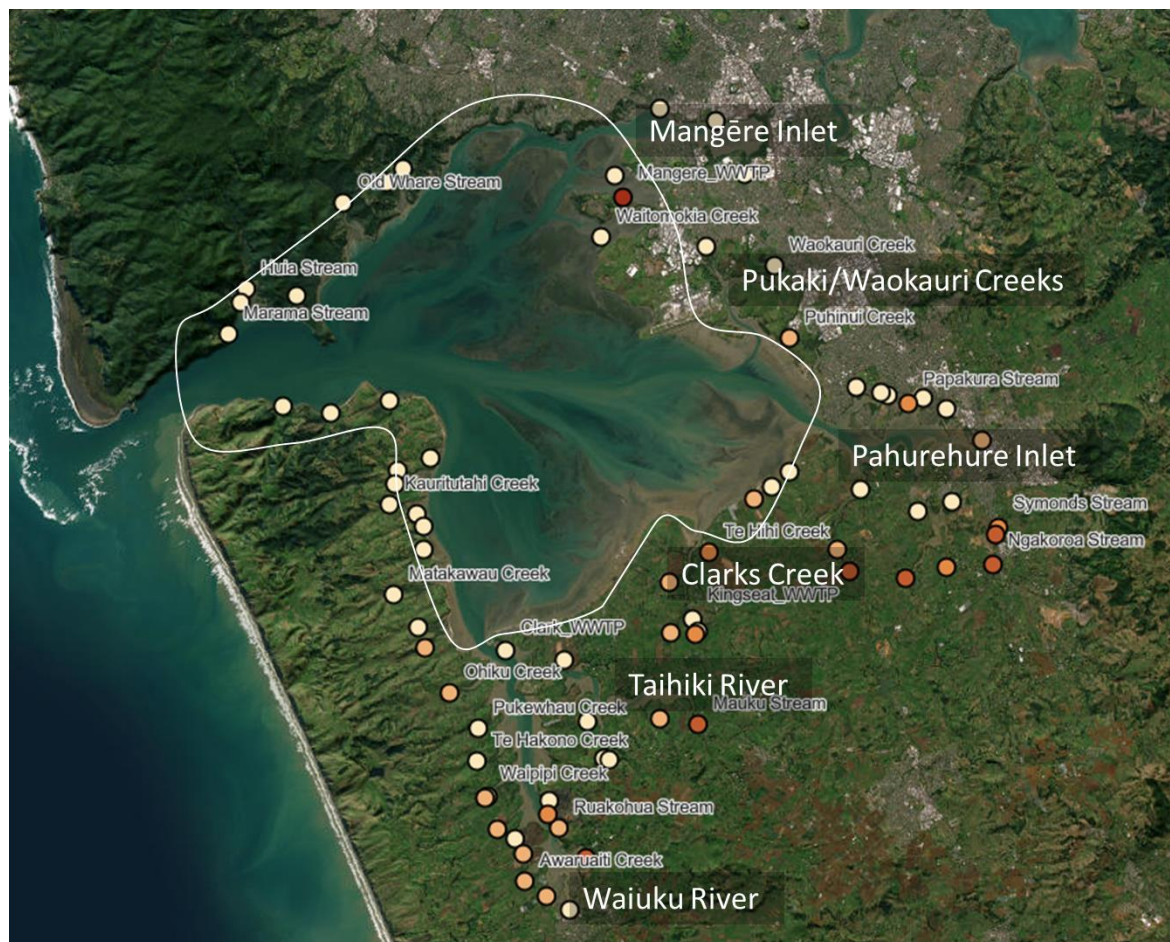 Mangēre Inlet
Old Whare Stream
Mangere_WWTP
Waitomokia Creek
Waokauri Creek
Huia Stream
Pukaki/Waokauri Creeks
Marama Stream
Puhinui Creek
Papakura Stream
Pahurehure Inlet
Kauritutahi Creek
Symonds Stream
Te Hihi Creek
Ngakoroa Stream
Matakawau Creek
Clarks Creek
Kingseat_WWTP
Clark_WWTP
Ohiku Creek
Taihiki River
Mauku Stream
Pukewhau Creek
Te Hakono Creek
Waipipi Creek
Ruakohua Stream
Awaruaiti Creek
Waiuku River